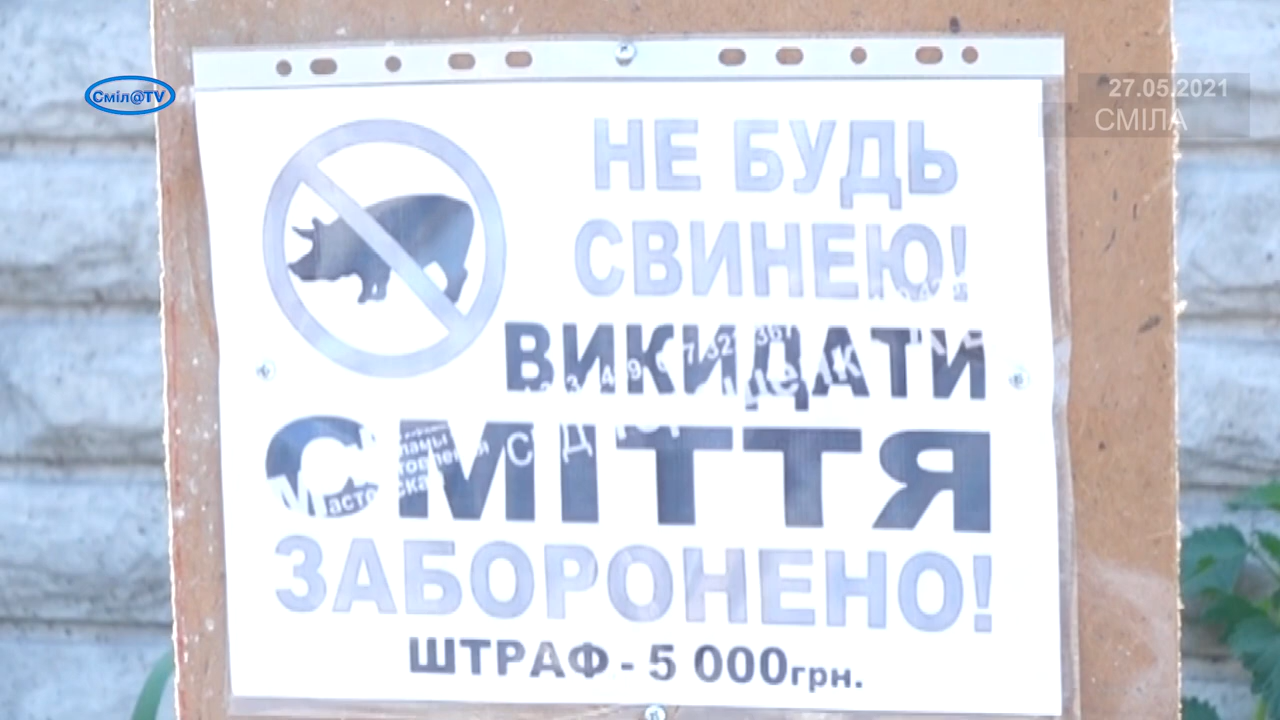 Сміл@TV
27.05.2021
СМІЛА
НЕ БУДЬ
СВИНЕЮ!
ВИКИДАТИ
СМІТТЯ
ЗАБОРОНЕНО!
ШТРАФ - 5 000грн.